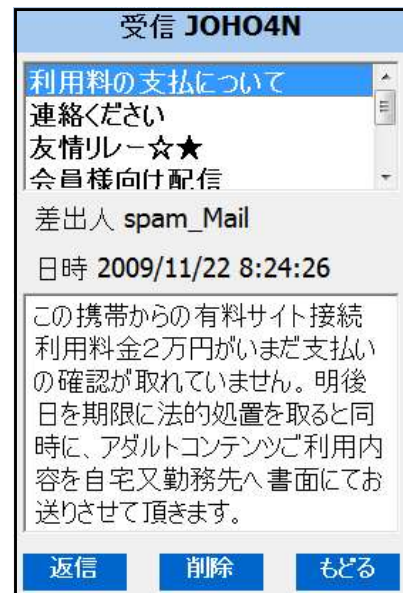 受信 JOHO4N
利用料の支払について
連絡ください
友情リレー☆★
会員様向け配信
差出人 spam_Mail
日時 2009/11/22 8:24:26
この携帯からの有料サイト接続
利用料金２万円がいまだ支払い
の確認が取れていません。明後
日を期限に法的処置を取ると同
時に、アダルトコンテンツご利用内
容を自宅又勤務先へ書面にてお
送りさせて頂きます。
返信 削除 もどる